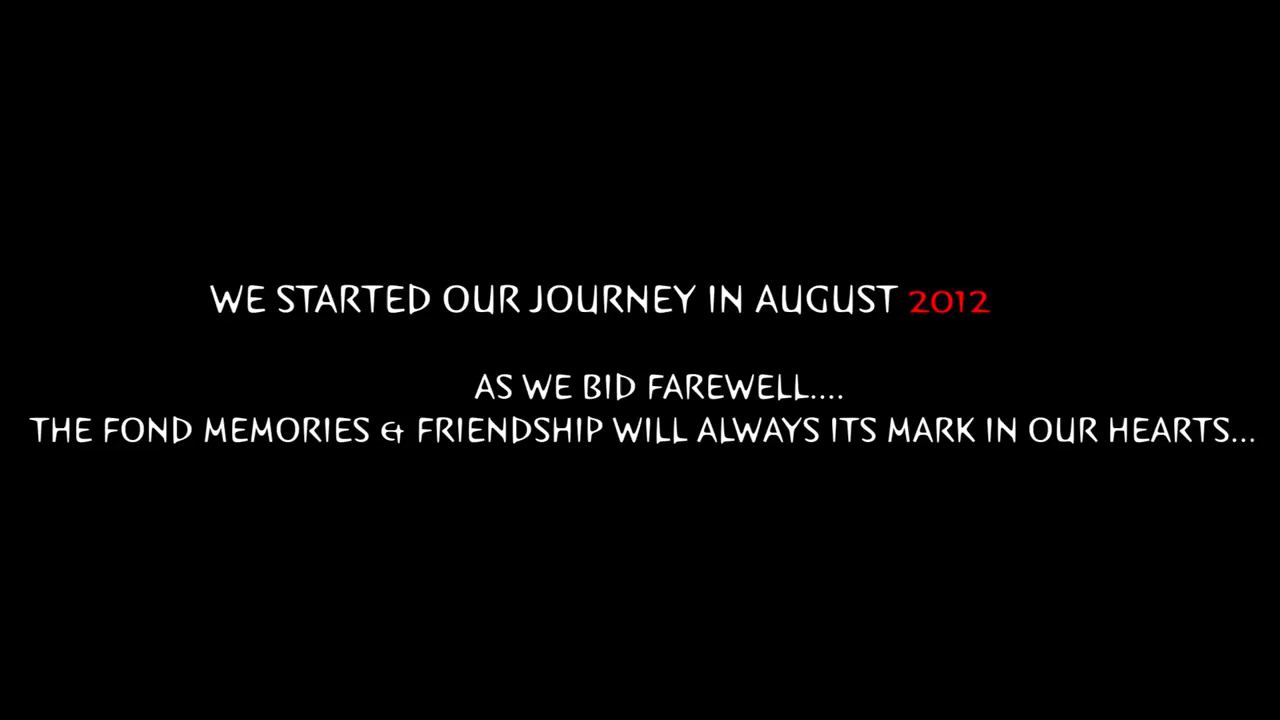 WE STARTED OUR JOURNEY IN AUGUST 2012
AS WE BID FAREWELL....
THE FOND MEMORIES & FRIENDSHIP WILL ALWAYS ITS MARK IN OUR HEARTS...